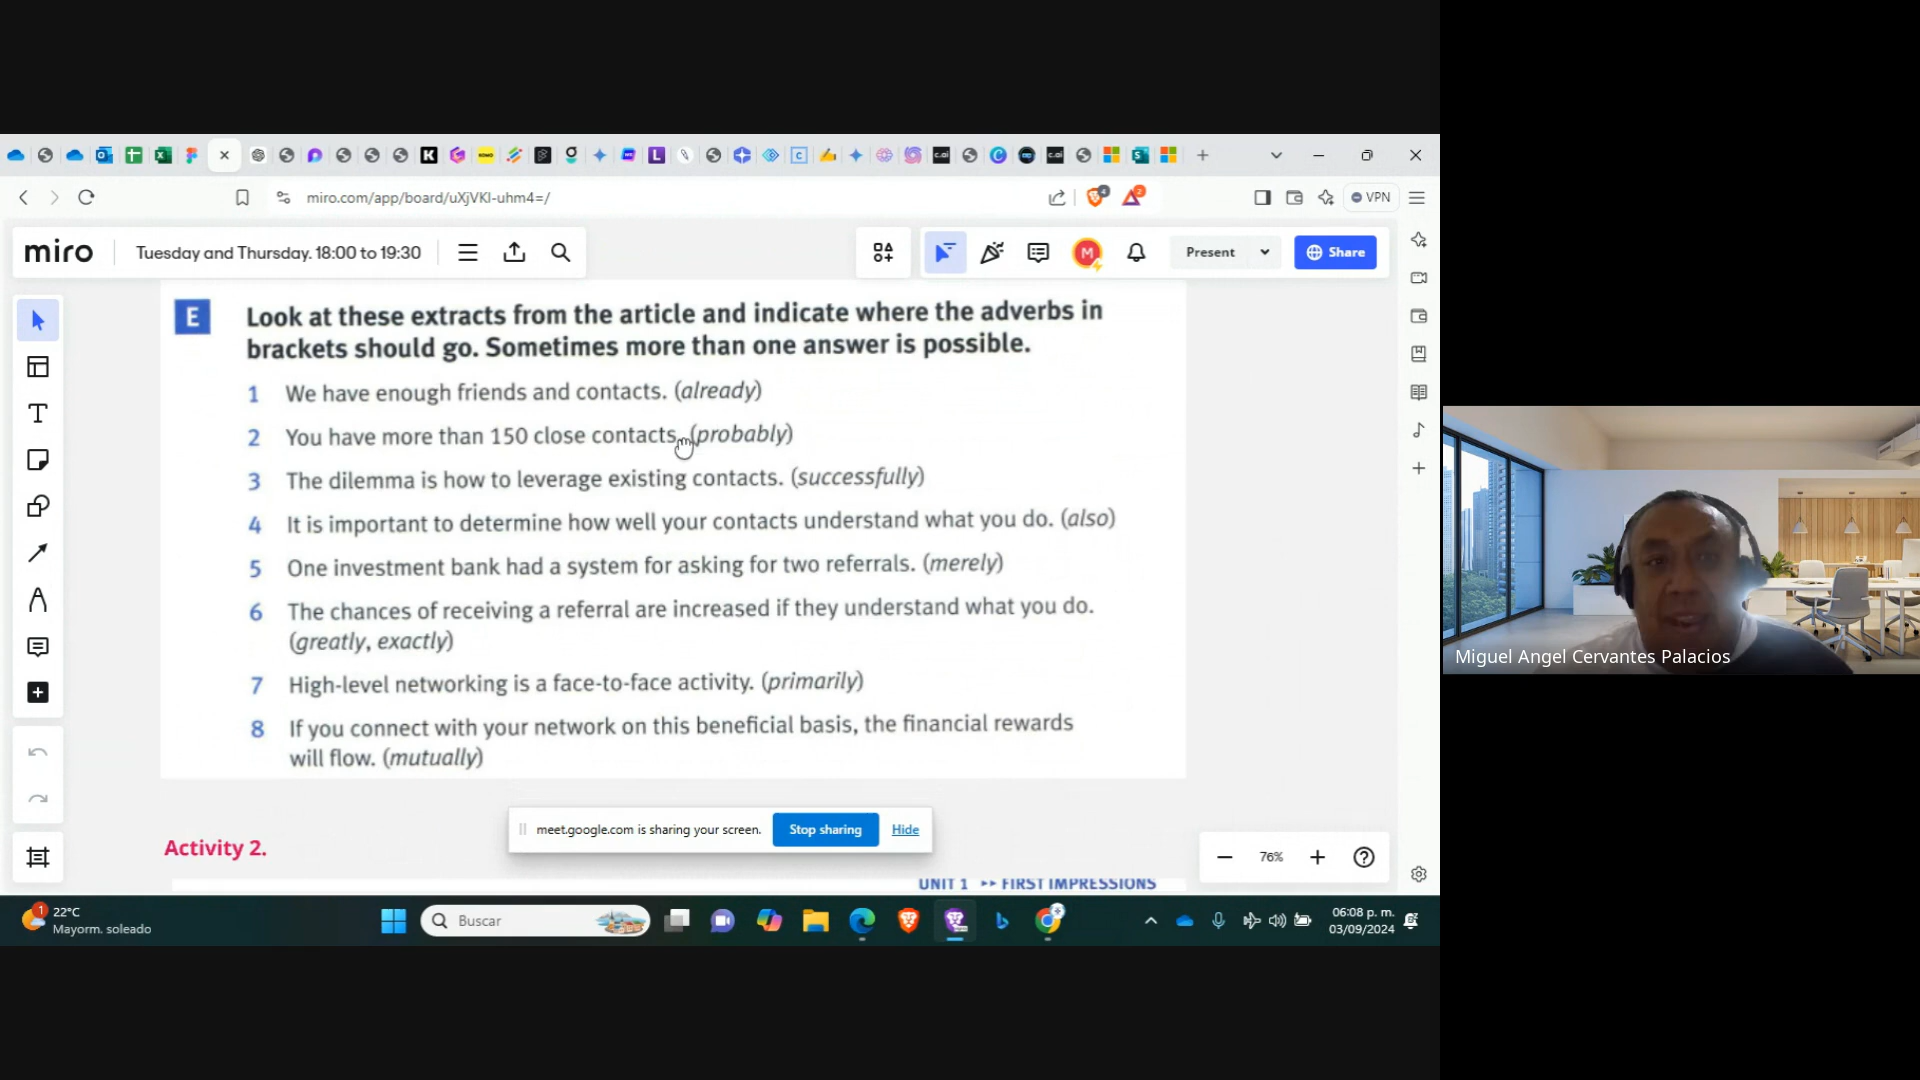 miro.com/app/board/uXjVKl-uhm4=/
VPN
miro
Tuesday and Thursday. 18:00 to 19:30
M
Present
Share
E
Look at these extracts from the article and indicate where the adverbs in
brackets should go. Sometimes more than one answer is possible.
1 We have enough friends and contacts. (already)
2 You have more than 150 close contacts. (probably)
3 The dilemma is how to leverage existing contacts. (successfully)
4 It is important to determine how well your contacts understand what you do. (also)
5 One investment bank had a system for asking for two referrals. (merely)
6 The chances of receiving a referral are increased if they understand what you do.
(greatly, exactly)
7 High-level networking is a face-to-face activity. (primarily)
8 If you connect with your network on this beneficial basis, the financial rewards
will flow. (mutually)
meet.google.com is sharing your screen.
Stop sharing
Hide
Activity 2.
76%
UNIT 1 ▸▸ FIRST IMPRESSIONS
Miguel Angel Cervantes Palacios
1
22°C
Mayorm. soleado
Buscar
06:08 p. m.
03/09/2024